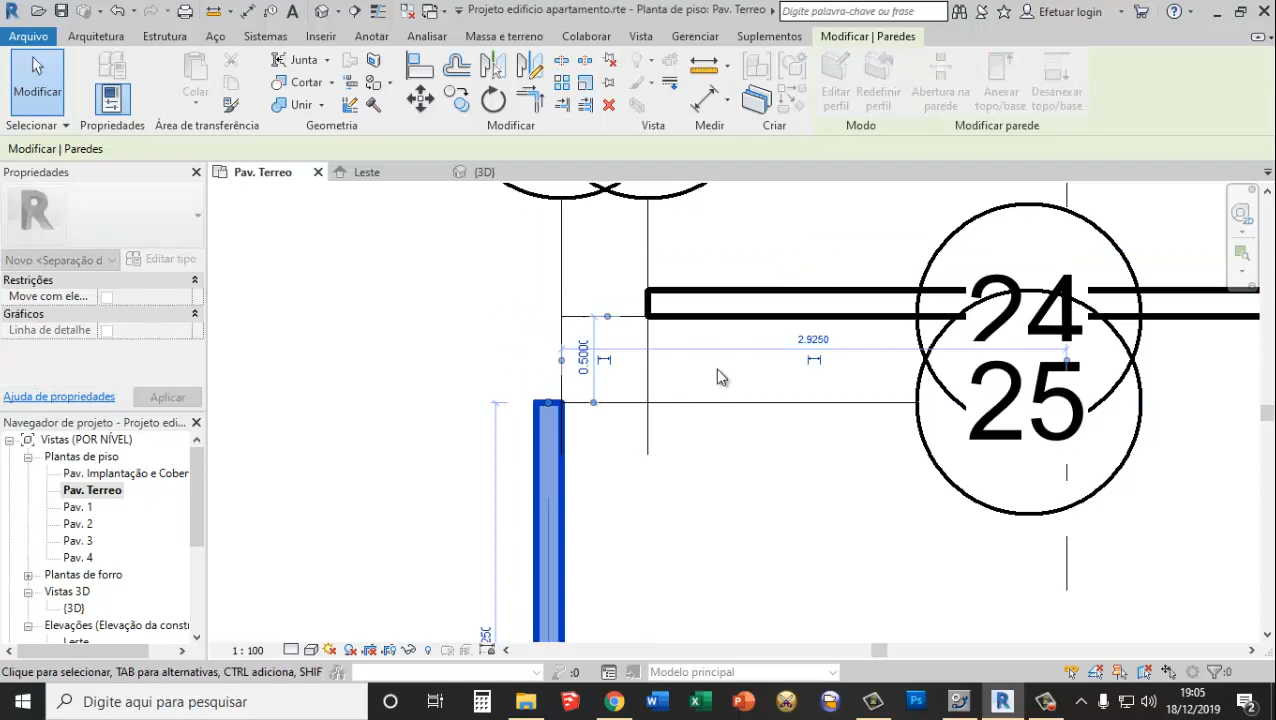 Projeto edificio apartamento.rte - Planta de piso: Pav. Terreo
Digite palavra-chave ou frase
Efetuar login
Arquivo Arquitetura Estrutura Aço Sistemas Inserir Anotar Analisar Massa e terreno Colaborar Vista Gerenciar Suplementos Modificar | Paredes
Modificar
Colar
Junta
Cortar
Unir
Editar perfil
Redefinir perfil
Abertura na parede
Anexar topo/base
Desanexar topo/base
Selecionar Propriedades Área de transferência Geometria Modificar Vista Medir Criar Modo Modificar parede
Modificar | Paredes
Propriedades
Pav. Terreo
Leste
{3D}
R
Novo <Separação d
Editar tipo
Restrições
Move com ele...
Gráficos
Linha de detalhe
Ajuda de propriedades
Aplicar
Navegador de projeto - Projeto edi...
Vistas (POR NÍVEL)
Plantas de piso
Pav. Implantação e Cober
Pav. Terreo
Pav. 1
Pav. 2
Pav. 3
Pav. 4
Plantas de forro
Vistas 3D
{3D}
Elevações (Elevação da constr
Leste
24
25
2.9250
0.5000
2D
1 : 100
Clique para selecionar, TAB para alternativas, CTRL adiciona, SHIF
:0
Modelo principal
:0
Digite aqui para pesquisar
19:05
18/12/2019
2